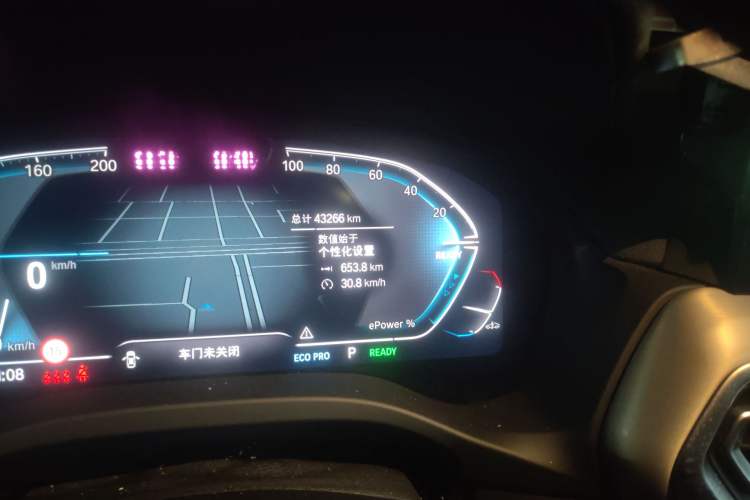 160
200
100
80
60
40
20
总计 43266 km
数值始于
个性化设置
653.8 km
30.8 km/h
READY
0 km/h
ePower %
km/h
车门未关闭
ECO PRO
P
READY
:08